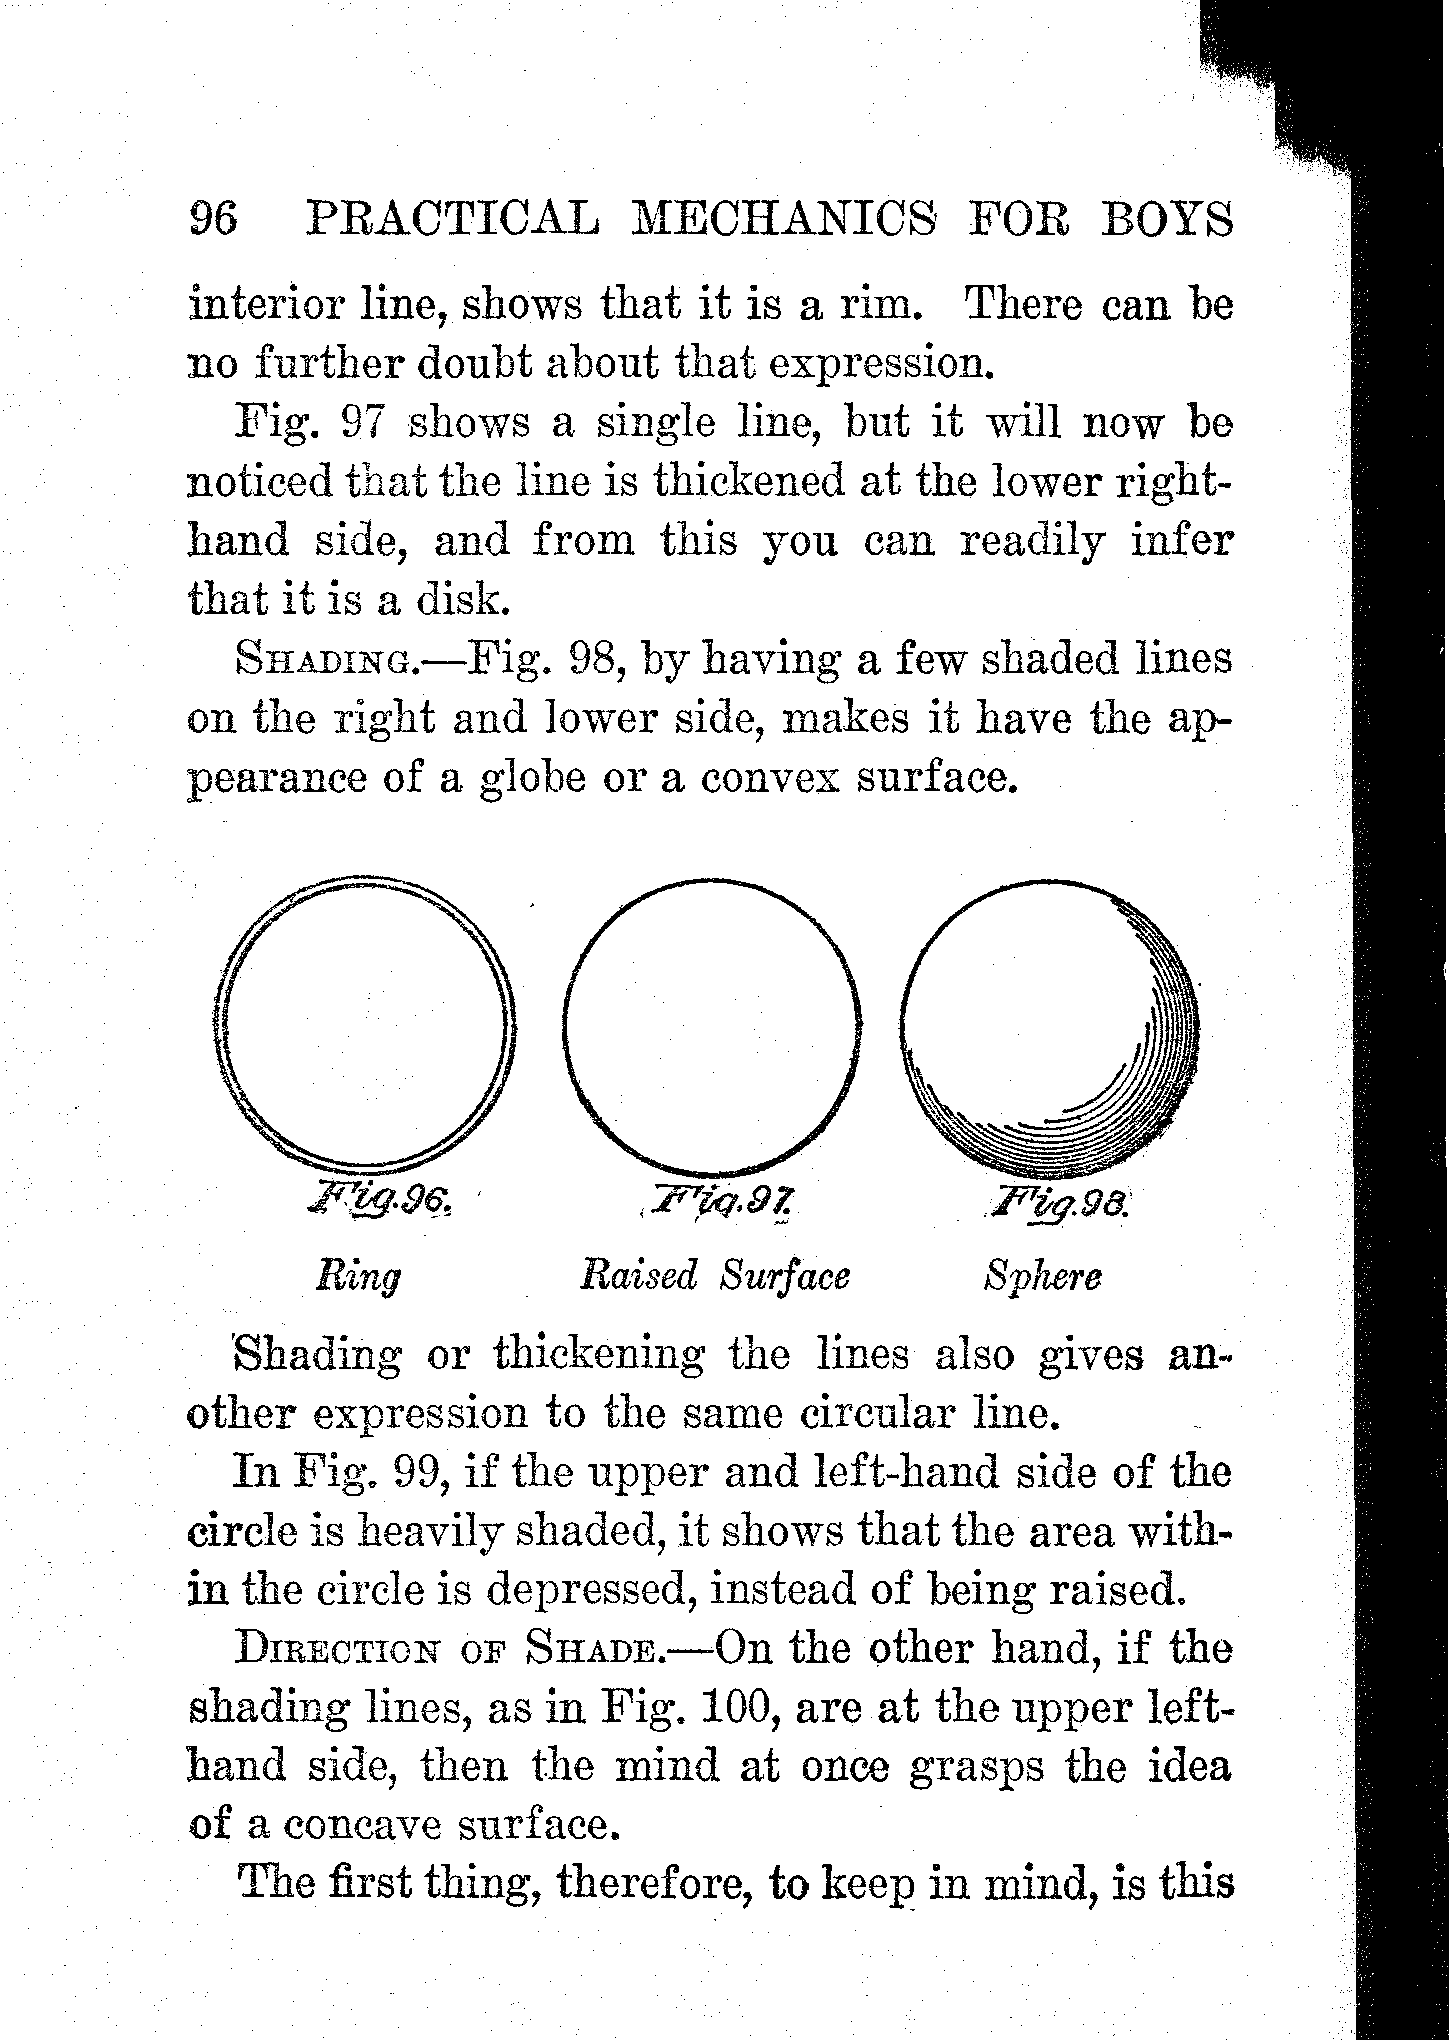 96 PRACTICAL MECHANICS FOR BOYS
interior line, shows that it is a rim. There can be
no further doubt about that expression.
Fig. 97 shows a single line, but it will now be
noticed that the line is thickened at the lower right-
hand side, and from this you can readily infer
that it is a disk.
SHADING.—Fig. 98, by having a few shaded lines
on the right and lower side, makes it have the ap-
pearance of a globe or a convex surface.
Fig.96. Fig.97. Fig.98.
Ring Raised Surface Sphere
Shading or thickening the lines also gives an-
other expression to the same circular line.
In Fig. 99, if the upper and left-hand side of the
circle is heavily shaded, it shows that the area with-
in the circle is depressed, instead of being raised.
DIRECTION OF SHADE.—On the other hand, if the
shading lines, as in Fig. 100, are at the upper left-
hand side, then the mind at once grasps the idea
of a concave surface.
The first thing, therefore, to keep in mind, is this